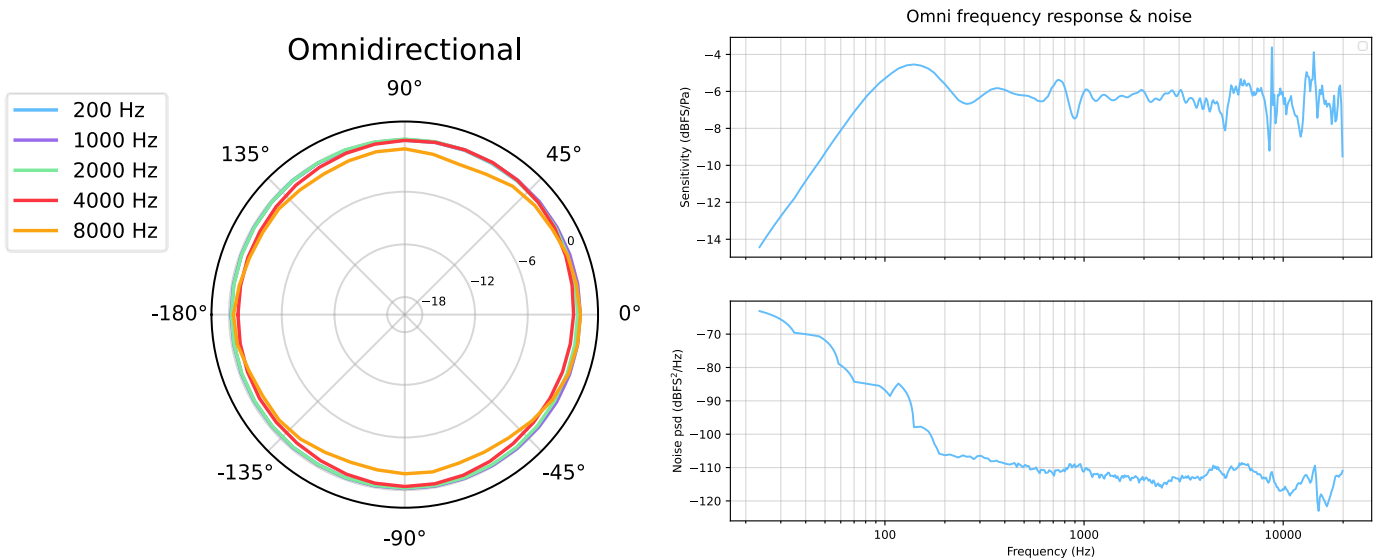 Omnidirectional
200 Hz
1000 Hz
2000 Hz
4000 Hz
8000 Hz
90°
135°
45°
0
−6
−12
−18
-180°
0°
-135°
-45°
-90°
Omni frequency response & noise
Sensitivity (dBFS/Pa)
−4
−6
−8
−10
−12
−14
Noise psd (dBFS²/Hz)
−70
−80
−90
−100
−110
−120
100
1000
10000
Frequency (Hz)